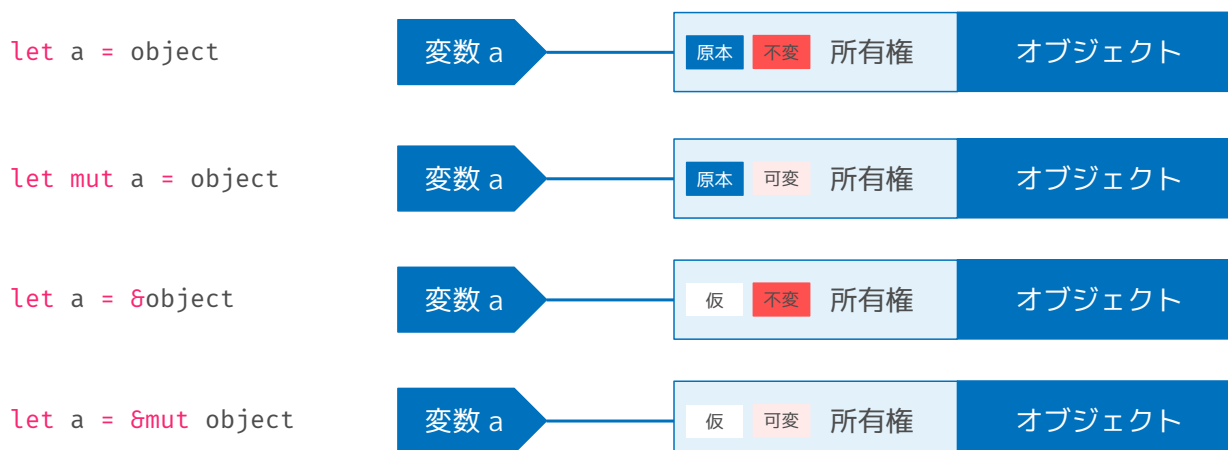 let a = object 変数 a 原本 不変 所有権 オブジェクト
let mut a = object 変数 a 原本 可変 所有権 オブジェクト
let a = &object 変数 a 仮 不変 所有権 オブジェクト
let a = &mut object 変数 a 仮 可変 所有権 オブジェクト